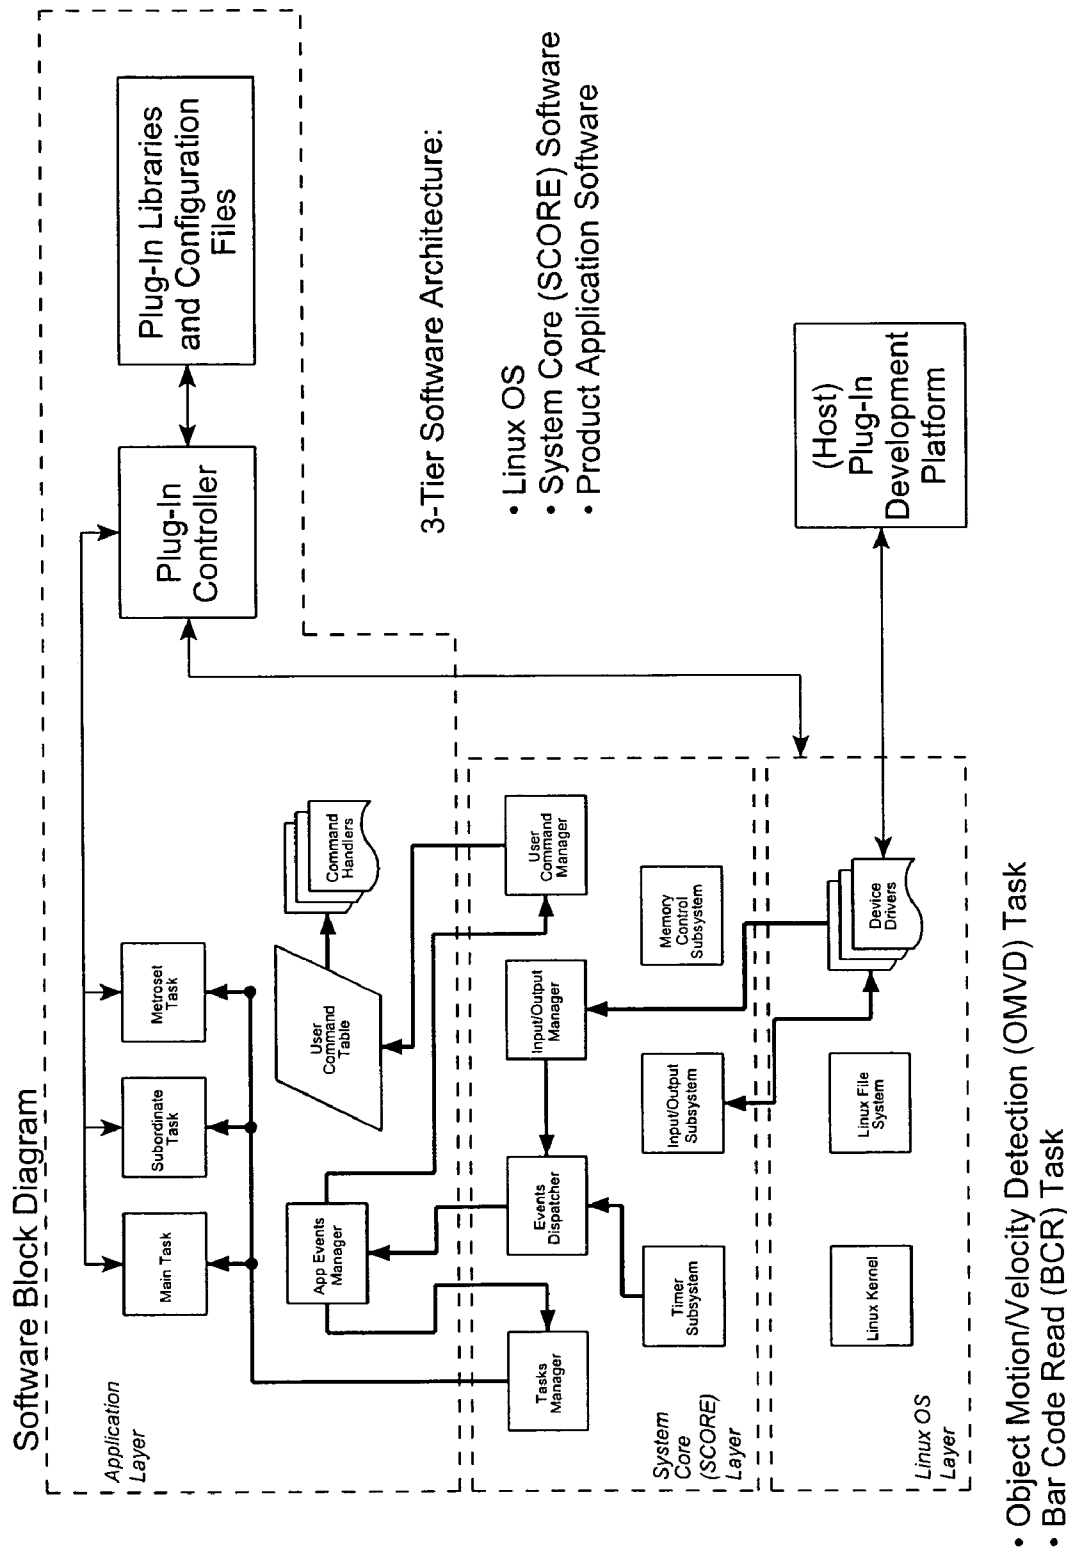 Software Block Diagram
Application
Layer
Main Task
Subordinate
Task
Metroset
Task
Plug-In
Controller
Plug-In Libraries
and Configuration
Files
App Events
Manager
User
Command
Table
Command
Handlers
3-Tier Software Architecture:
• Linux OS
• System Core (SCORE) Software
• Product Application Software
Tasks
Manager
Events
Dispatcher
Input/Output
Manager
User
Command
Manager
System
Core
(SCORE)
Layer
Timer
Subsystem
Input/Output
Subsystem
Memory
Control
Subsystem
Linux OS
Layer
Linux Kernel
Linux File
System
Device
Drivers
(Host)
Plug-In
Development
Platform
• Object Motion/Velocity Detection (OMVD) Task
• Bar Code Read (BCR) Task